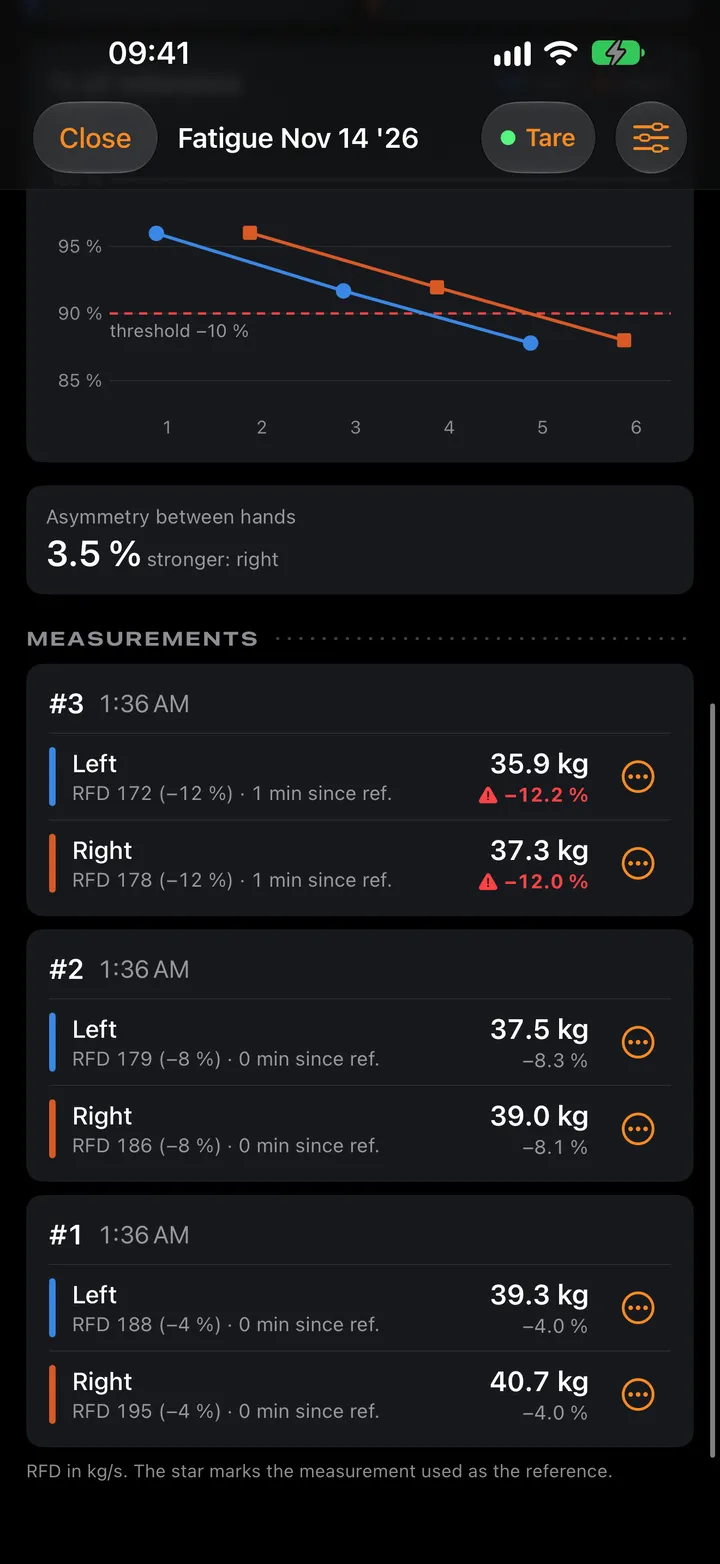 09:41
Close Fatigue Nov 14 '26 Tare
95 %
90 %
threshold −10 %
85 %
1 2 3 4 5 6
Asymmetry between hands
3.5 % stronger: right
MEASUREMENTS
#3 1:36 AM
Left 35.9 kg
RFD 172 (−12 %) · 1 min since ref. −12.2 %
Right 37.3 kg
RFD 178 (−12 %) · 1 min since ref. −12.0 %
#2 1:36 AM
Left 37.5 kg
RFD 179 (−8 %) · 0 min since ref. −8.3 %
Right 39.0 kg
RFD 186 (−8 %) · 0 min since ref. −8.1 %
#1 1:36 AM
Left 39.3 kg
RFD 188 (−4 %) · 0 min since ref. −4.0 %
Right 40.7 kg
RFD 195 (−4 %) · 0 min since ref. −4.0 %
RFD in kg/s. The star marks the measurement used as the reference.